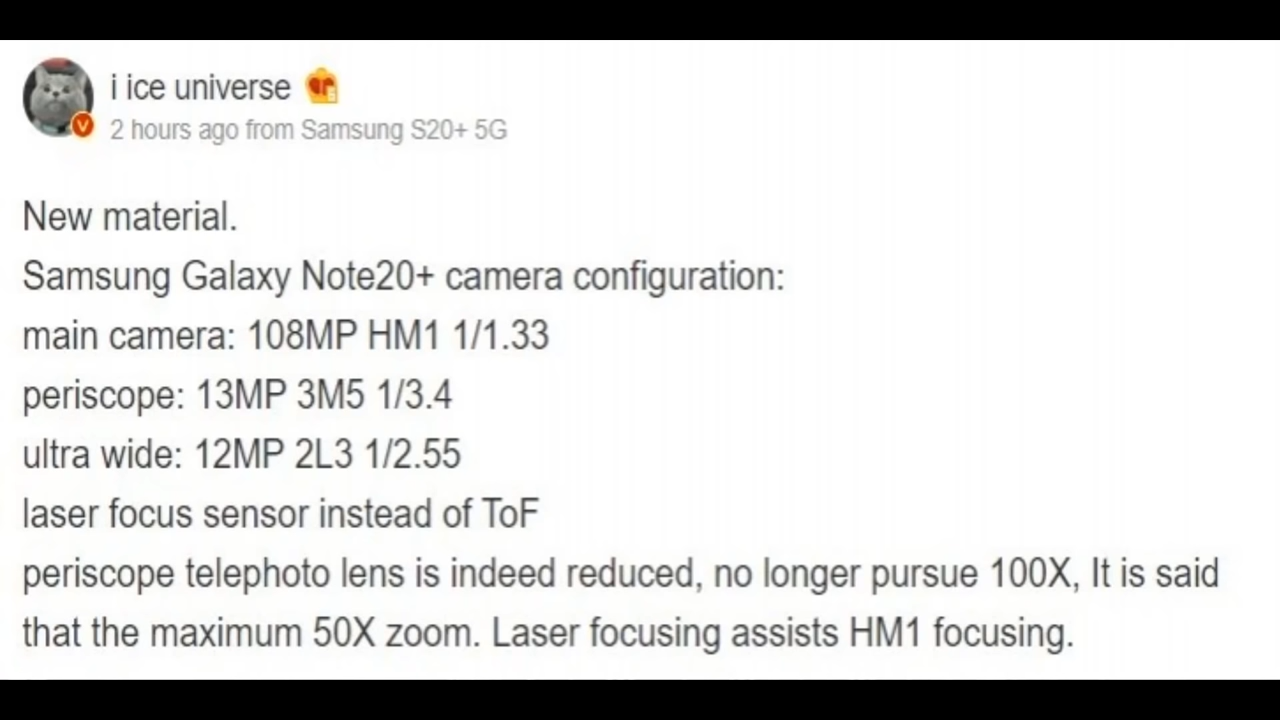 i ice universe
2 hours ago from Samsung S20+ 5G
New material.
Samsung Galaxy Note20+ camera configuration:
main camera: 108MP HM1 1/1.33
periscope: 13MP 3M5 1/3.4
ultra wide: 12MP 2L3 1/2.55
laser focus sensor instead of ToF
periscope telephoto lens is indeed reduced, no longer pursue 100X, It is said
that the maximum 50X zoom. Laser focusing assists HM1 focusing.